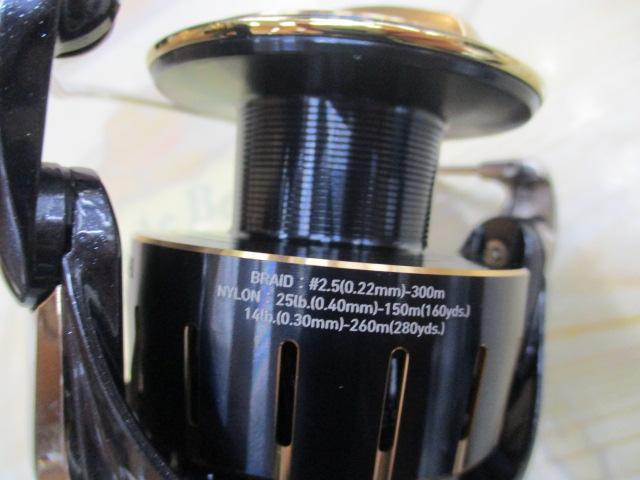 BRAID : #2.5(0.22mm)-300m
NYLON : 25lb.(0.40mm)-150m(160yds.)
14lb.(0.30mm)-260m(280yds.)